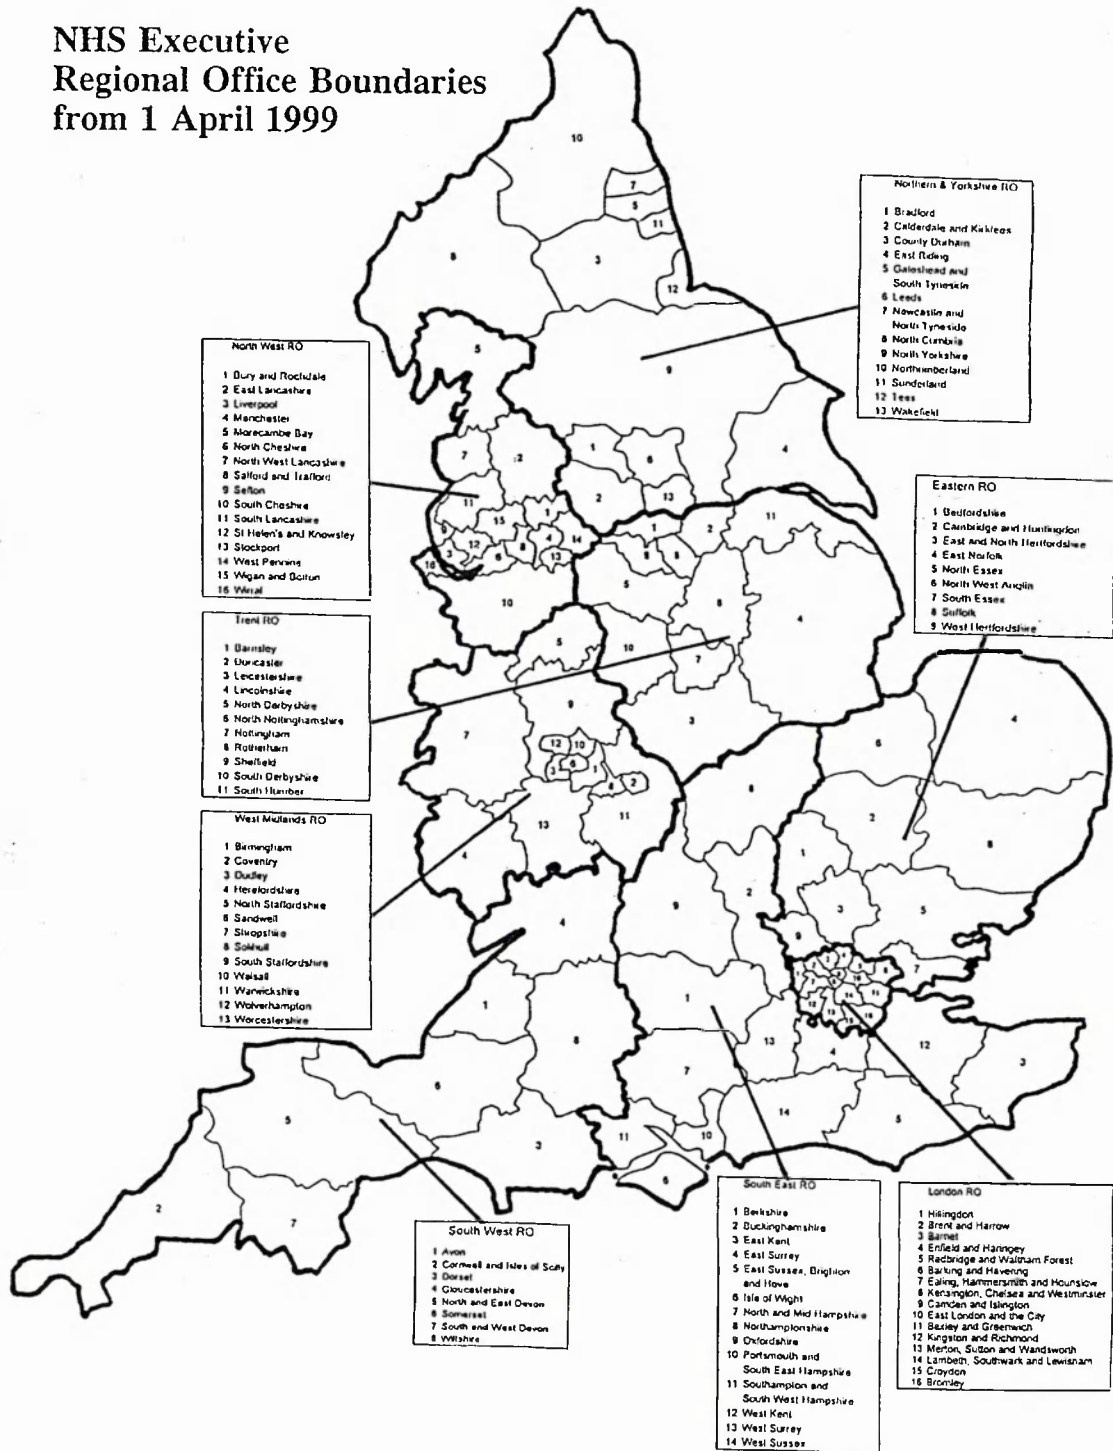 NHS Executive
Regional Office Boundaries
from 1 April 1999
Northern & Yorkshire RO
1 Bradford
2 Calderdale and Kirklees
3 County Durham
4 East Riding
5 Gateshead and
South Tyneside
6 Leeds
7 Newcastle and
North Tyneside
8 North Cumbria
9 North Yorkshire
10 Northumberland
11 Sunderland
12 Tees
13 Wakefield
North West RO
1 Bury and Rochdale
2 East Lancashire
3 Liverpool
4 Manchester
5 Morecambe Bay
6 North Cheshire
7 North West Lancashire
8 Salford and Trafford
9 Sefton
10 South Cheshire
11 South Lancashire
12 St Helen's and Knowsley
13 Stockport
14 West Pennine
15 Wigan and Bolton
16 Wirral
Eastern RO
1 Bedfordshire
2 Cambridge and Huntingdon
3 East and North Hertfordshire
4 East Norfolk
5 North Essex
6 North West Anglia
7 South Essex
8 Suffolk
9 West Hertfordshire
Trent RO
1 Barnsley
2 Doncaster
3 Leicestershire
4 Lincolnshire
5 North Derbyshire
6 North Nottinghamshire
7 Nottingham
8 Rotherham
9 Sheffield
10 South Derbyshire
11 South Humber
West Midlands RO
1 Birmingham
2 Coventry
3 Dudley
4 Herefordshire
5 North Staffordshire
6 Sandwell
7 Shropshire
8 Solihull
9 South Staffordshire
10 Walsall
11 Warwickshire
12 Wolverhampton
13 Worcestershire
South West RO
1 Avon
2 Cornwall and Isles of Scilly
3 Dorset
4 Gloucestershire
5 North and East Devon
6 Somerset
7 South and West Devon
8 Wiltshire
South East RO
1 Berkshire
2 Buckinghamshire
3 East Kent
4 East Surrey
5 East Sussex, Brighton
and Hove
6 Isle of Wight
7 North and Mid Hampshire
8 Northamptonshire
9 Oxfordshire
10 Portsmouth and
South East Hampshire
11 Southampton and
South West Hampshire
12 West Kent
13 West Surrey
14 West Sussex
London RO
1 Hillingdon
2 Brent and Harrow
3 Barnet
4 Enfield and Haringey
5 Redbridge and Waltham Forest
6 Barking and Havering
7 Ealing, Hammersmith and Hounslow
8 Kensington, Chelsea and Westminster
9 Camden and Islington
10 East London and the City
11 Bexley and Greenwich
12 Kingston and Richmond
13 Merton, Sutton and Wandsworth
14 Lambeth, Southwark and Lewisham
15 Croydon
16 Bromley